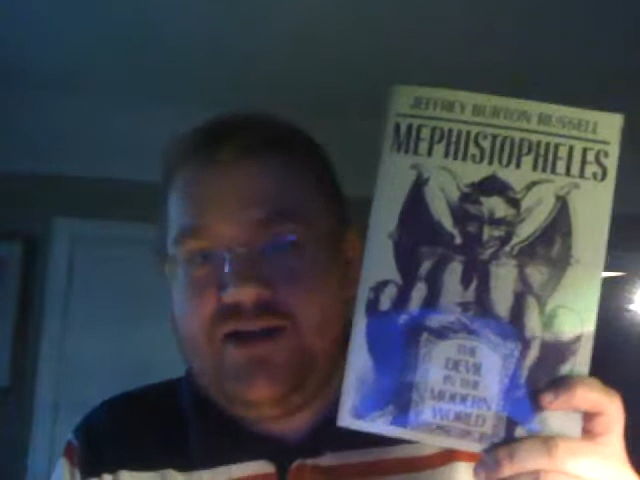 JEFFREY BURTON RUSSELL
MEPHISTOPHELES
THE
DEVIL
IN THE
MODERN
WORLD